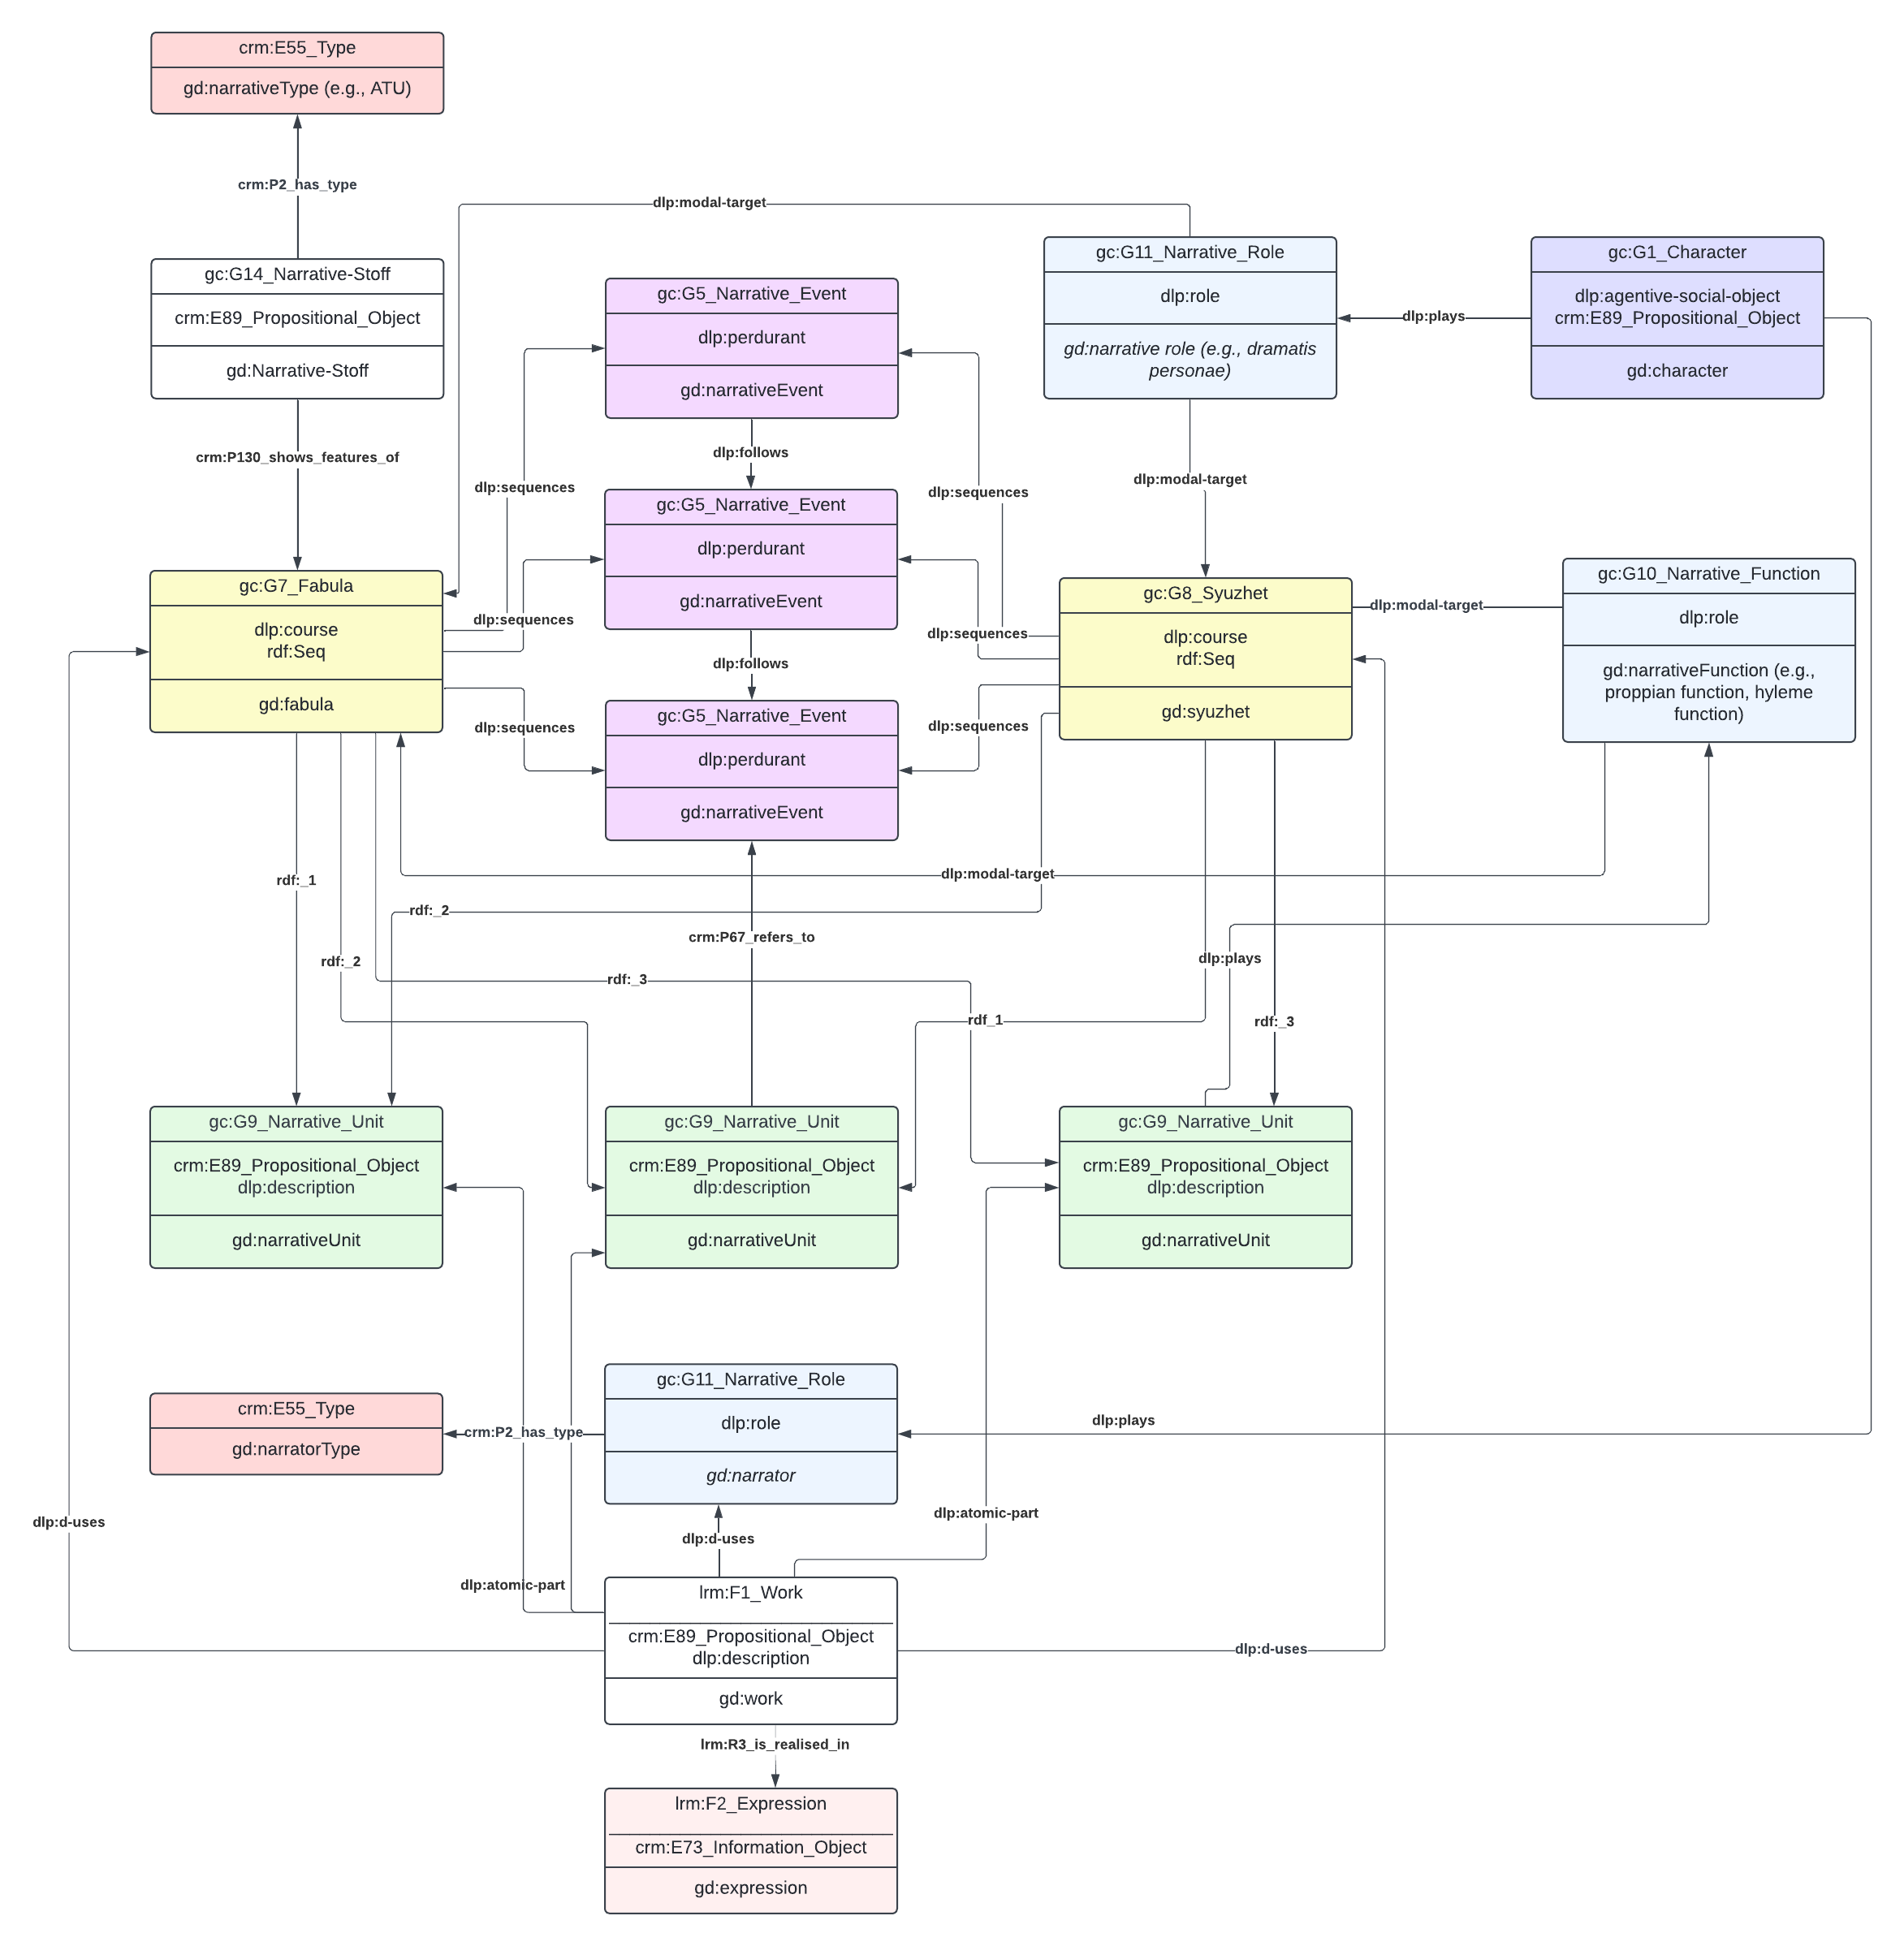 crm:E55_Type
gd:narrativeType (e.g., ATU)
crm:P2_has_type
dlp:modal-target
gc:G14_Narrative-Stoff
crm:E89_Propositional_Object
gd:Narrative-Stoff
gc:G5_Narrative_Event
dlp:perdurant
gd:narrativeEvent
gc:G11_Narrative_Role
dlp:role
gd:narrative role (e.g., dramatis
personae)
dlp:plays
gc:G1_Character
dlp:agentive-social-object
crm:E89_Propositional_Object
gd:character
crm:P130_shows_features_of
dlp:follows
dlp:modal-target
dlp:sequences
dlp:sequences
gc:G5_Narrative_Event
dlp:perdurant
gd:narrativeEvent
gc:G7_Fabula
dlp:course
rdf:Seq
gd:fabula
dlp:sequences
dlp:sequences
gc:G8_Syuzhet
dlp:course
rdf:Seq
gd:syuzhet
dlp:modal-target
gc:G10_Narrative_Function
dlp:role
gd:narrativeFunction (e.g.,
proppian function, hyleme
function)
dlp:follows
dlp:sequences
dlp:sequences
gc:G5_Narrative_Event
dlp:perdurant
gd:narrativeEvent
rdf:_1
dlp:modal-target
rdf:_2
crm:P67_refers_to
rdf:_2
dlp:plays
rdf:_3
rdf_1
rdf:_3
gc:G9_Narrative_Unit
crm:E89_Propositional_Object
dlp:description
gd:narrativeUnit
gc:G9_Narrative_Unit
crm:E89_Propositional_Object
dlp:description
gd:narrativeUnit
gc:G9_Narrative_Unit
crm:E89_Propositional_Object
dlp:description
gd:narrativeUnit
crm:E55_Type
gd:narratorType
crm:P2_has_type
gc:G11_Narrative_Role
dlp:role
gd:narrator
dlp:plays
dlp:d-uses
dlp:d-uses
dlp:atomic-part
dlp:atomic-part
lrm:F1_Work
crm:E89_Propositional_Object
dlp:description
gd:work
dlp:d-uses
lrm:R3_is_realised_in
lrm:F2_Expression
crm:E73_Information_Object
gd:expression